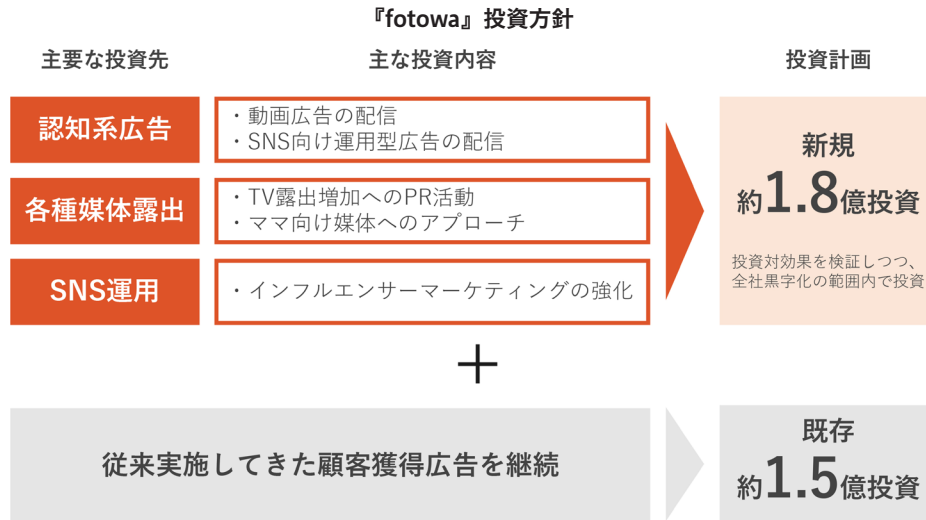 『fotowa』投資方針
主要な投資先
主な投資内容
投資計画
認知系広告
・動画広告の配信
・SNS向け運用型広告の配信
各種媒体露出
・TV露出増加へのPR活動
・ママ向け媒体へのアプローチ
SNS運用
・インフルエンサーマーケティングの強化
新規
約1.8億投資
投資対効果を検証しつつ、
全社黒字化の範囲内で投資
＋
従来実施してきた顧客獲得広告を継続
既存
約1.5億投資